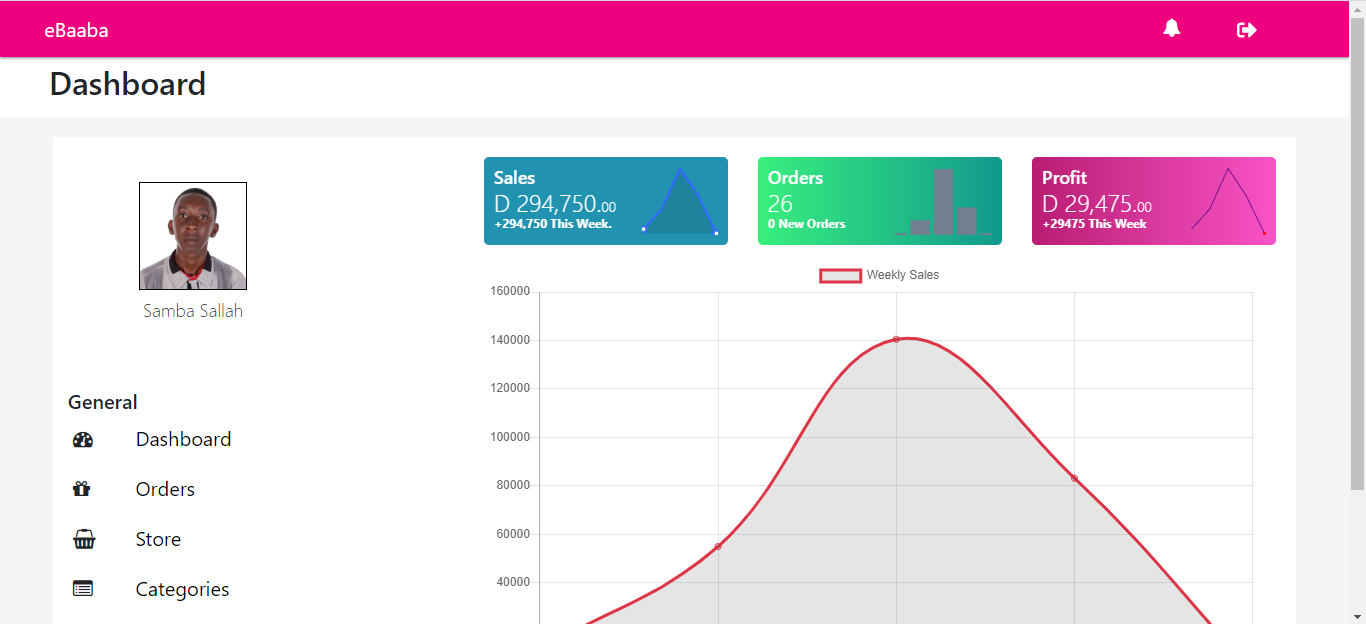 eBaaba
Dashboard
Samba Sallah
General
Dashboard
Orders
Store
Categories
Sales
D 294,750.00
+294,750 This Week.
Orders
26
0 New Orders
Profit
D 29,475.00
+29475 This Week
Weekly Sales
160000
140000
120000
100000
80000
60000
40000